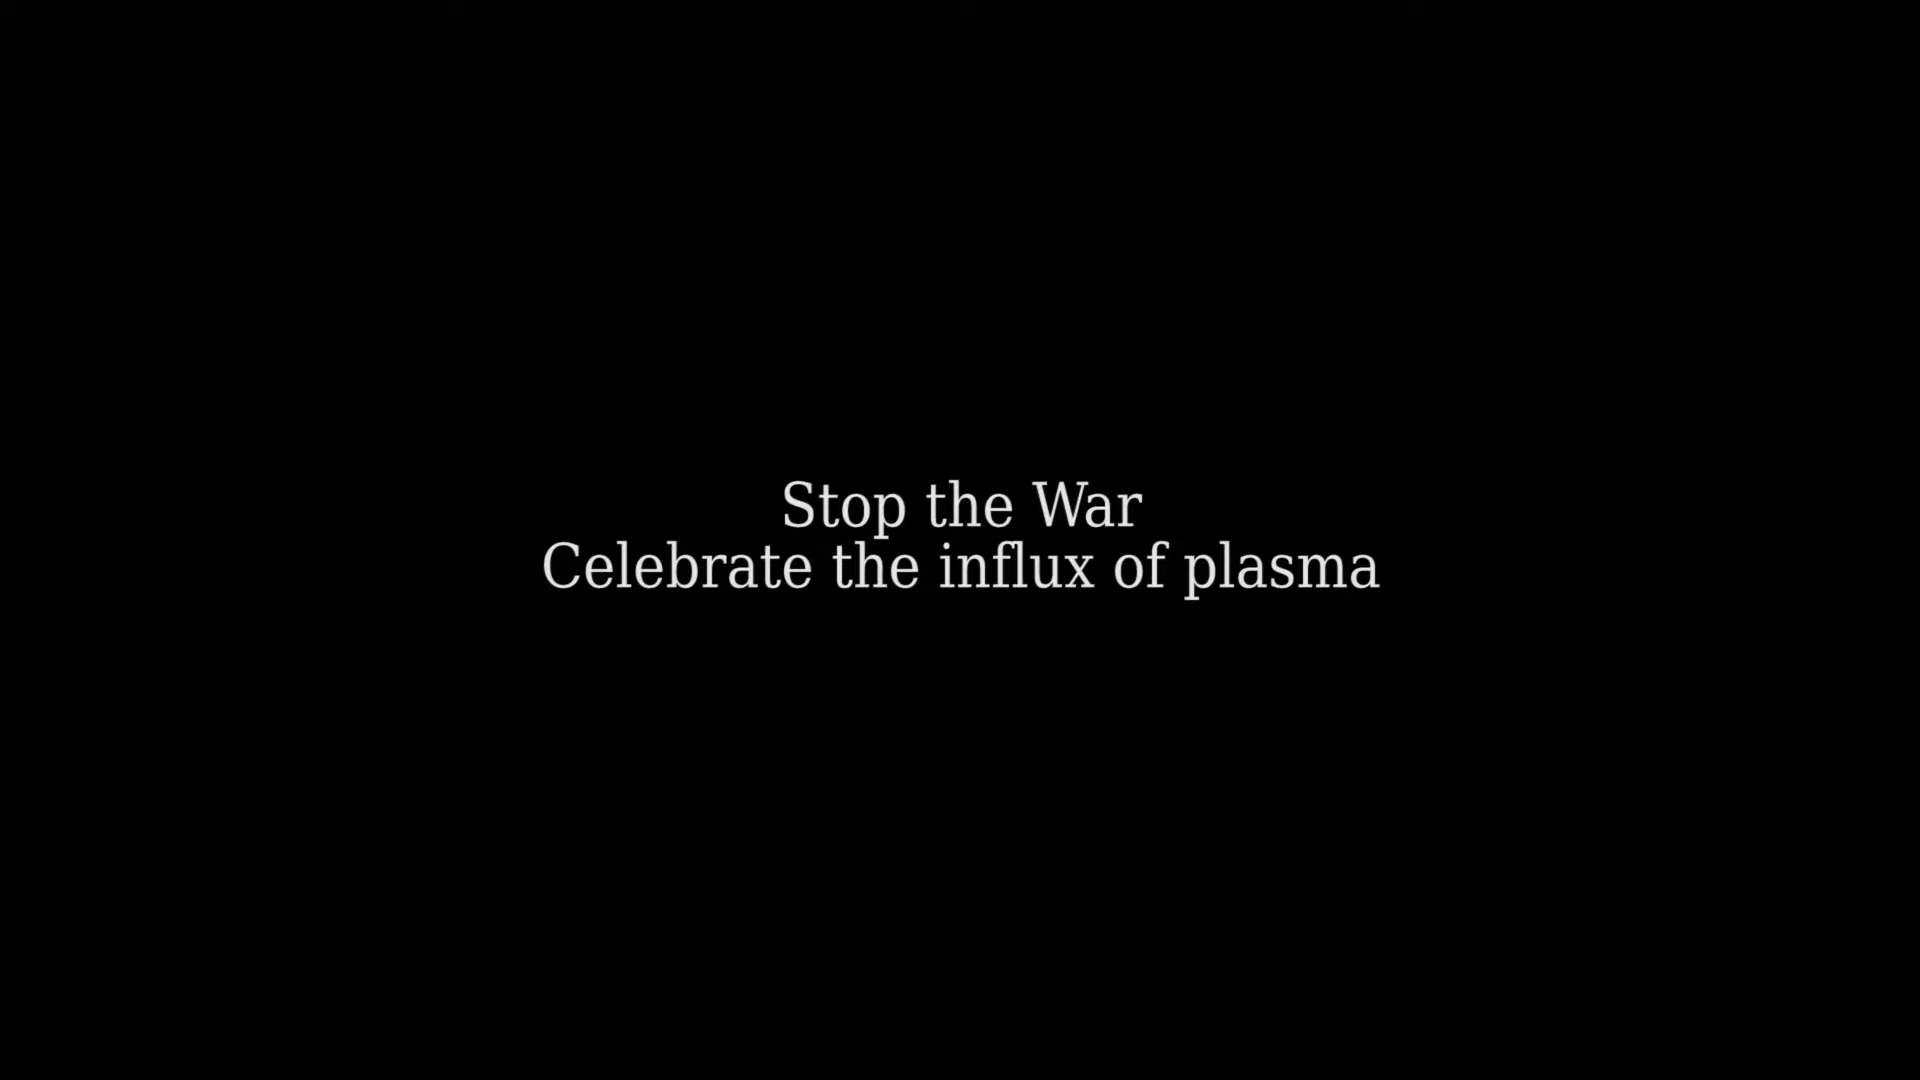 Stop the War
Celebrate the influx of plasma